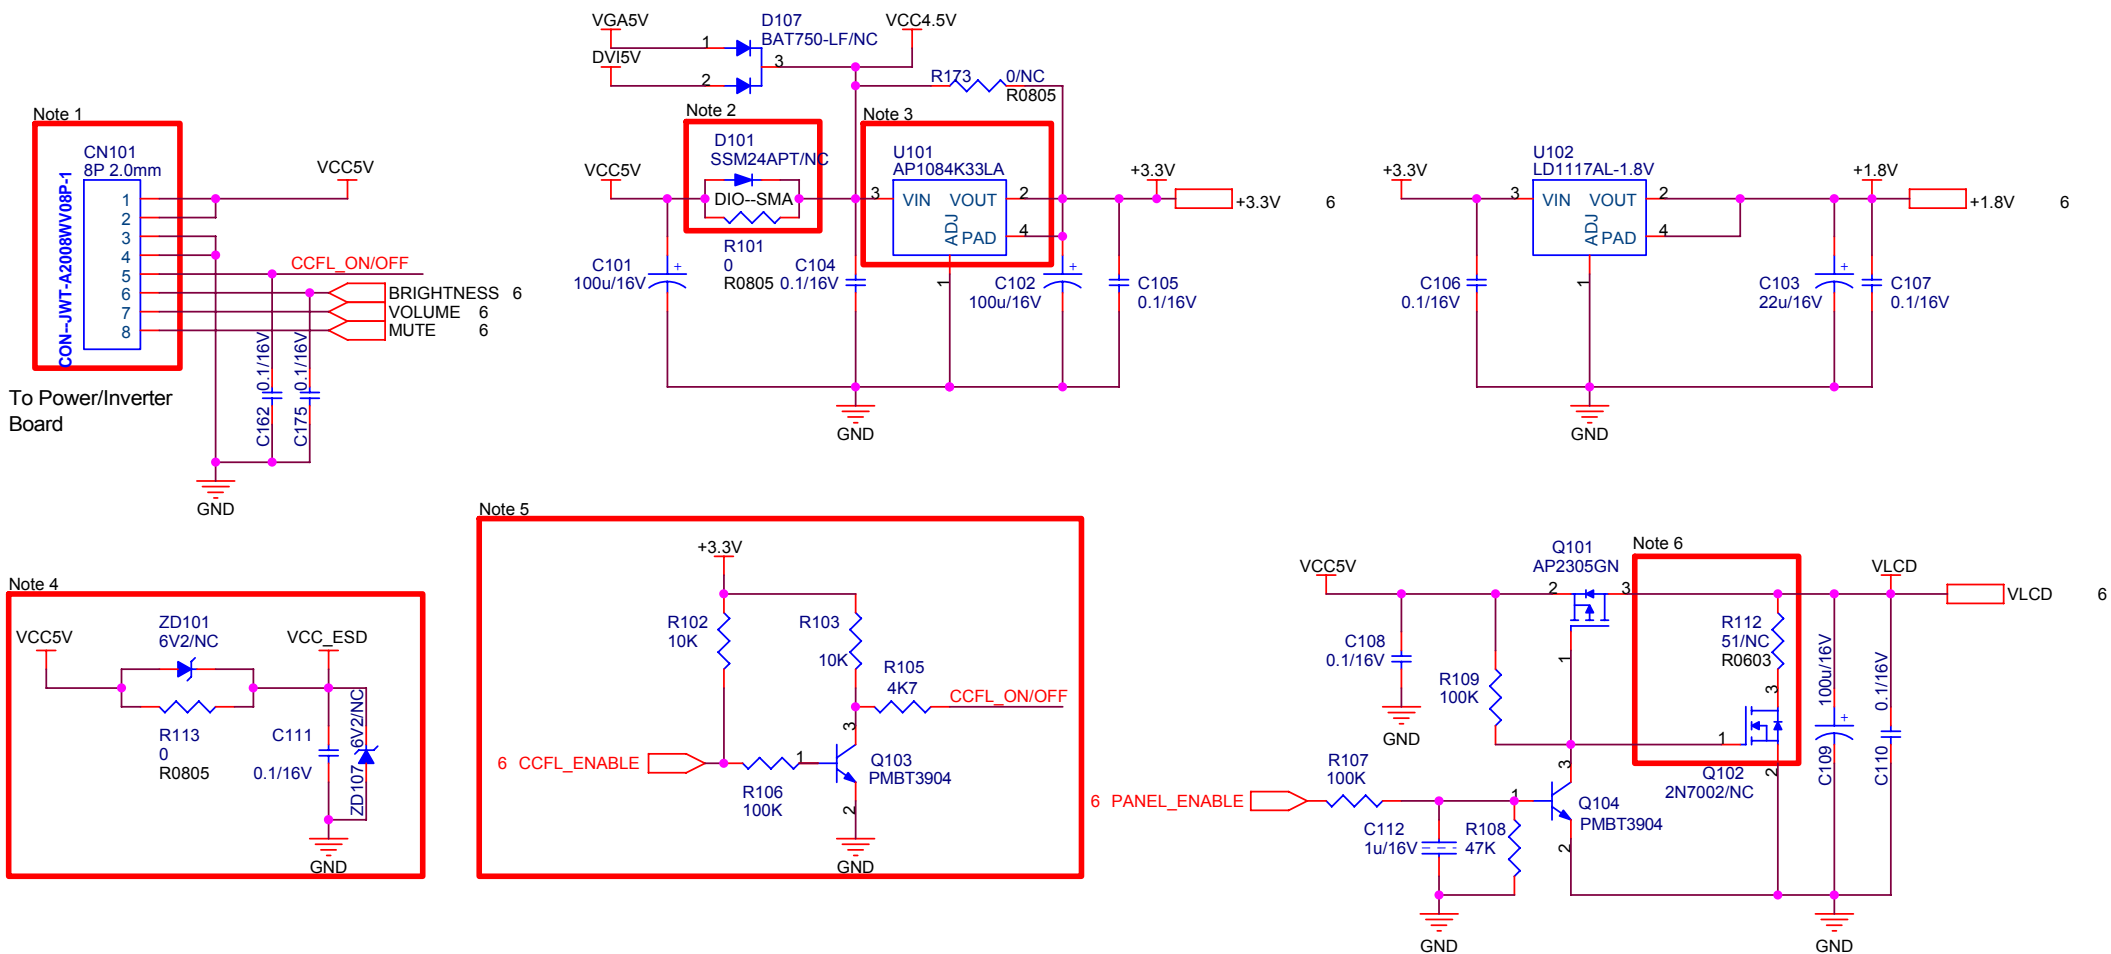 Note 1
CN101
8P 2.0mm
CON--JWT-A2008WV08P-1
1
2
3
4
5
6
7
8
VCC5V
CCFL_ON/OFF
BRIGHTNESS 6
VOLUME 6
MUTE 6
C162 0.1/16V
C175 0.1/16V
GND
To Power/Inverter
Board
VGA5V
DVI5V
1
2
3
D107
BAT750-LF/NC
VCC4.5V
R173 0/NC
R0805
Note 2
D101
SSM24APT/NC
DIO--SMA
R101
0
R0805
VCC5V
C101
100u/16V
C104
0.1/16V
Note 3
U101
AP1084K33LA
3
VIN VOUT
ADJ
PAD
2
4
1
C102
100u/16V
C105
0.1/16V
+3.3V
+3.3V 6
GND
+3.3V
U102
LD1117AL-1.8V
3
VIN VOUT
ADJ
PAD
2
4
1
C106
0.1/16V
C103
22u/16V
C107
0.1/16V
+1.8V
+1.8V 6
GND
Note 4
VCC5V
ZD101
6V2/NC
VCC_ESD
R113
0
R0805
C111
0.1/16V
ZD107 6V2/NC
GND
Note 5
+3.3V
R102
10K
R103
10K
R105
4K7
CCFL_ON/OFF
6 CCFL_ENABLE
R106
100K
1
3
2
Q103
PMBT3904
GND
VCC5V
C108
0.1/16V
GND
R109
100K
Q101
AP2305GN
2
3
1
Note 6
R112
51/NC
R0603
3
1
2
Q102
2N7002/NC
VLCD
VLCD 6
C109 100u/16V
C110 0.1/16V
6 PANEL_ENABLE
R107
100K
C112
1u/16V
R108
47K
1
3
2
Q104
PMBT3904
GND
GND